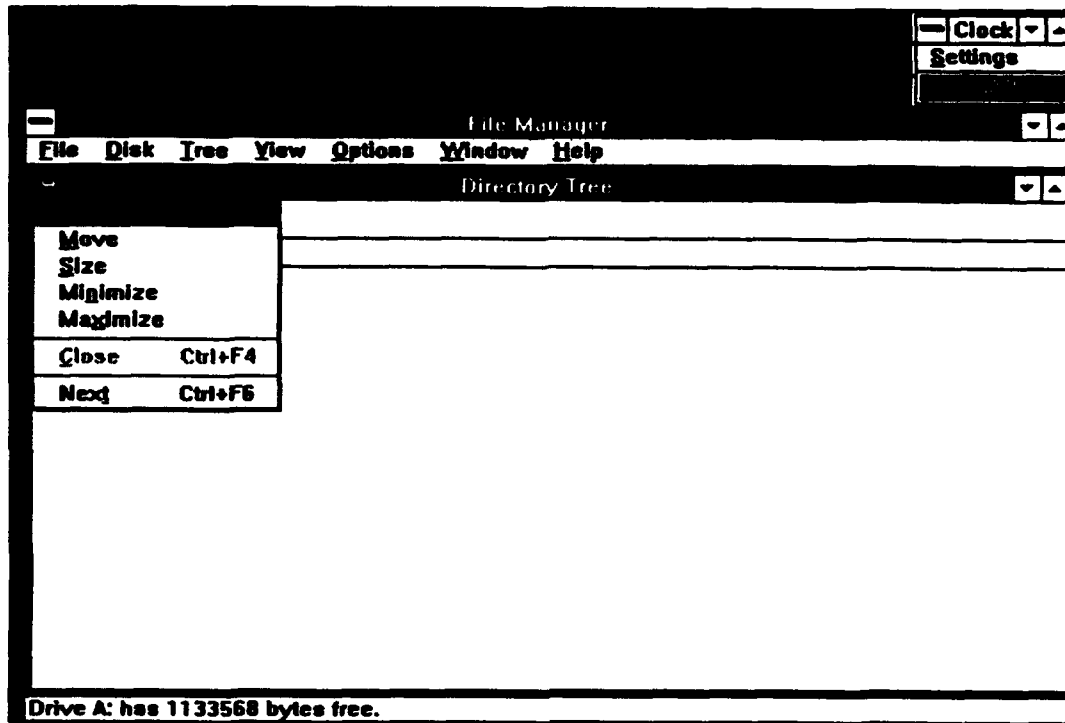 Clock
Settings
File Manager
File Disk Tree View Options Window Help
Directory Tree
Move
Size
Minimize
Maximize
Close Ctrl+F4
Next Ctrl+F6
Drive A: has 1133568 bytes free.